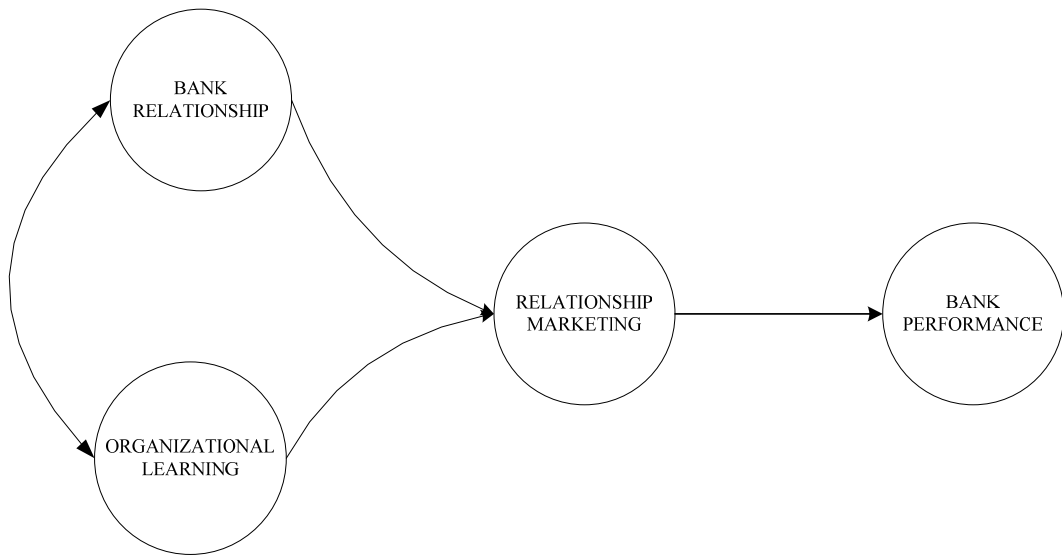 BANK
RELATIONSHIP
RELATIONSHIP
MARKETING
BANK
PERFORMANCE
ORGANIZATIONAL
LEARNING